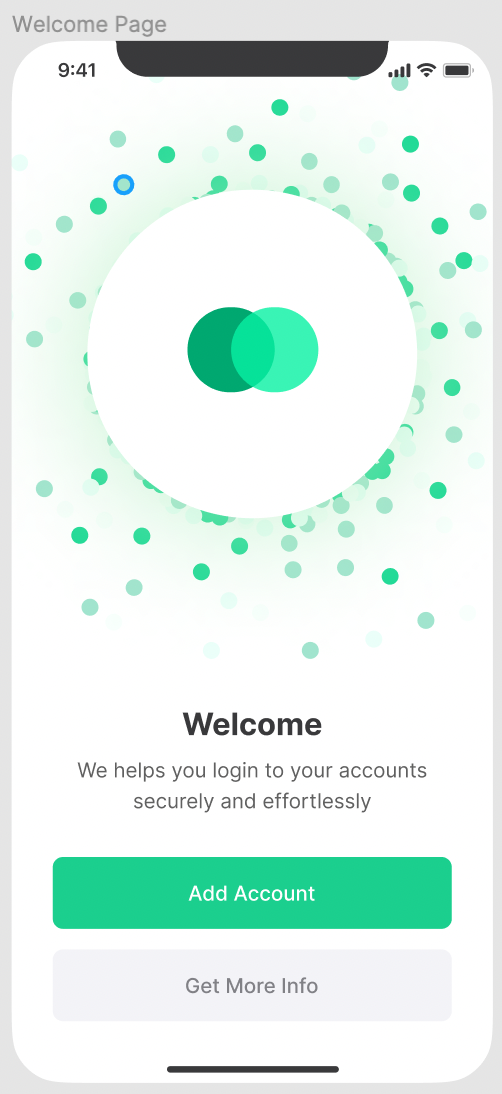 Welcome Page
9:41
Welcome
We helps you login to your accounts
securely and effortlessly
Add Account
Get More Info